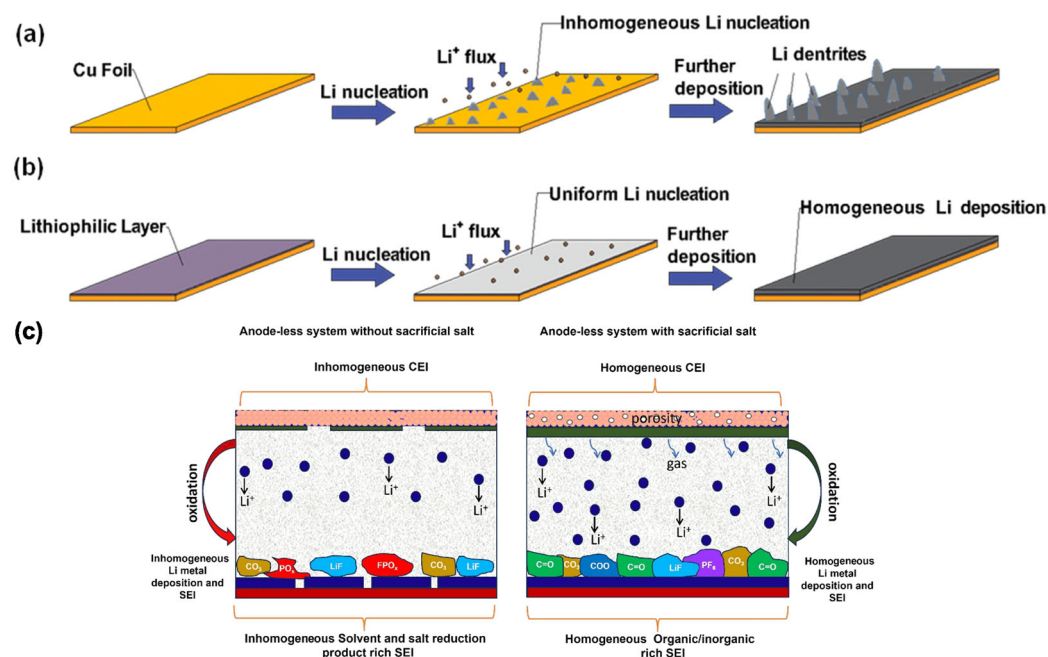 (a)
Inhomogeneous Li nucleation
Li⁺ flux
Cu Foil
Li nucleation
Further
deposition
Li dentrites
(b)
Uniform Li nucleation
Homogeneous Li deposition
Lithiophilic Layer
Li⁺ flux
Li nucleation
Further
deposition
(c)
Anode-less system without sacrificial salt
Inhomogeneous CEI
oxidation
Li⁺
Li⁺
Li⁺
Inhomogeneous
Li metal
deposition and
SEI
CO₃
POₓ
LiF
FPOₓ
CO₃
LiF
Inhomogeneous Solvent and salt reduction
product rich SEI
Anode-less system with sacrificial salt
Homogeneous CEI
porosity
gas
oxidation
Li⁺
Li⁺
Li⁺
Li⁺
C=O
CO₃
COO
C=O
LiF
PF₆
CO₃
C=O
Homogeneous
Li metal
deposition and
SEI
Homogeneous Organic/inorganic
rich SEI